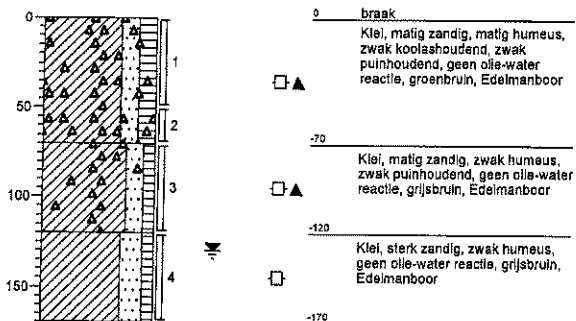 0
0 braak
Klei, matig zandig, matig humeus,
zwak koolashoudend, zwak
puinhoudend, geen olie-water
reactie, groenbruin, Edelmanboor
1
50
2
-70
Klei, matig zandig, zwak humeus,
zwak puinhoudend, geen olie-water
reactie, grijsbruin, Edelmanboor
3
100
-120
Klei, sterk zandig, zwak humeus,
geen olie-water reactie, grijsbruin,
Edelmanboor
4
150
-170